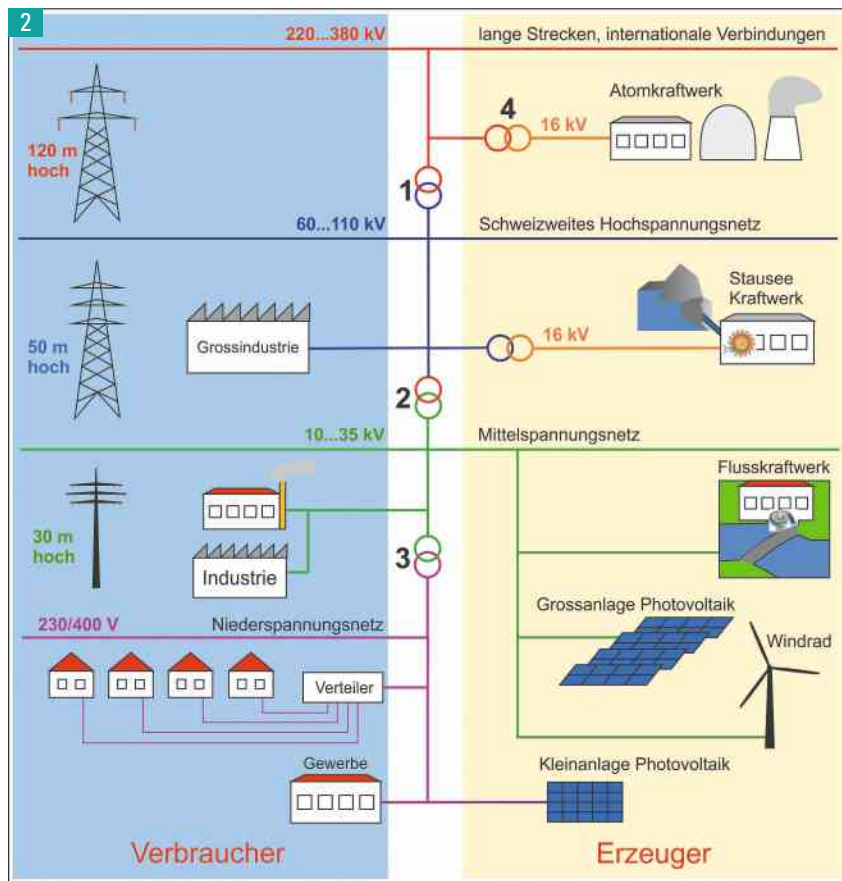 2
220...380 kV
lange Strecken, internationale Verbindungen
Atomkraftwerk
4
16 kV
120 m
hoch
1
60...110 kV
Schweizweites Hochspannungsnetz
Stausee
Kraftwerk
16 kV
Grossindustrie
50 m
hoch
2
10...35 kV
Mittelspannungsnetz
Flusskraftwerk
30 m
hoch
3
Industrie
Grossanlage Photovoltaik
230/400 V
Niederspannungsnetz
Windrad
Verteiler
Gewerbe
Kleinanlage Photovoltaik
Verbraucher
Erzeuger